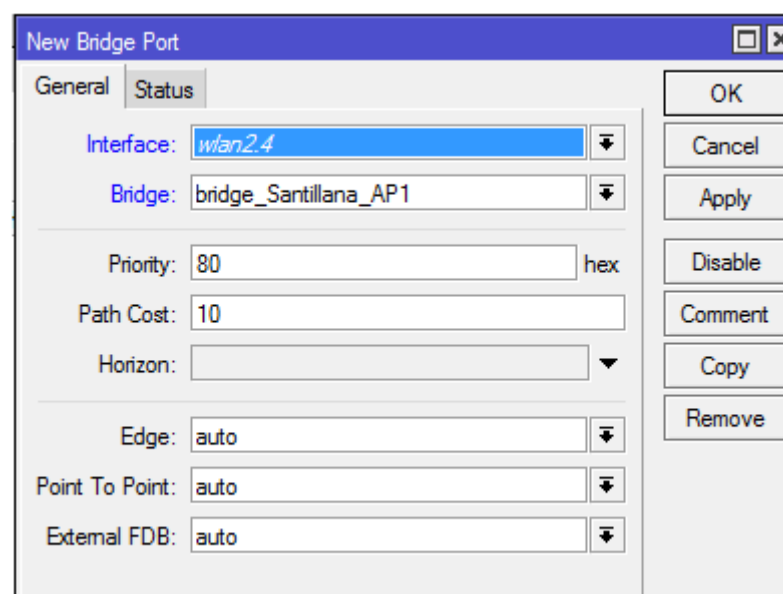 New Bridge Port
General Status
OK
Interface: wlan2.4
Cancel
Bridge: bridge_Santillana_AP1
Apply
Priority: 80 hex
Disable
Path Cost: 10
Comment
Horizon:
Copy
Remove
Edge: auto
Point To Point: auto
External FDB: auto